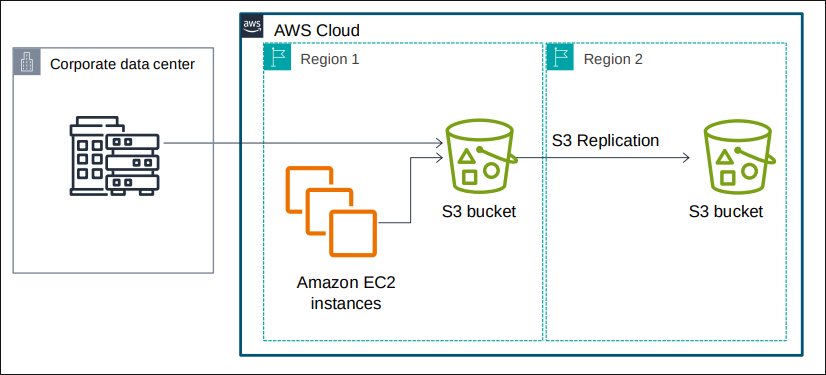 aws
AWS Cloud
Corporate data center
Region 1
Region 2
S3 Replication
S3 bucket
S3 bucket
Amazon EC2
instances